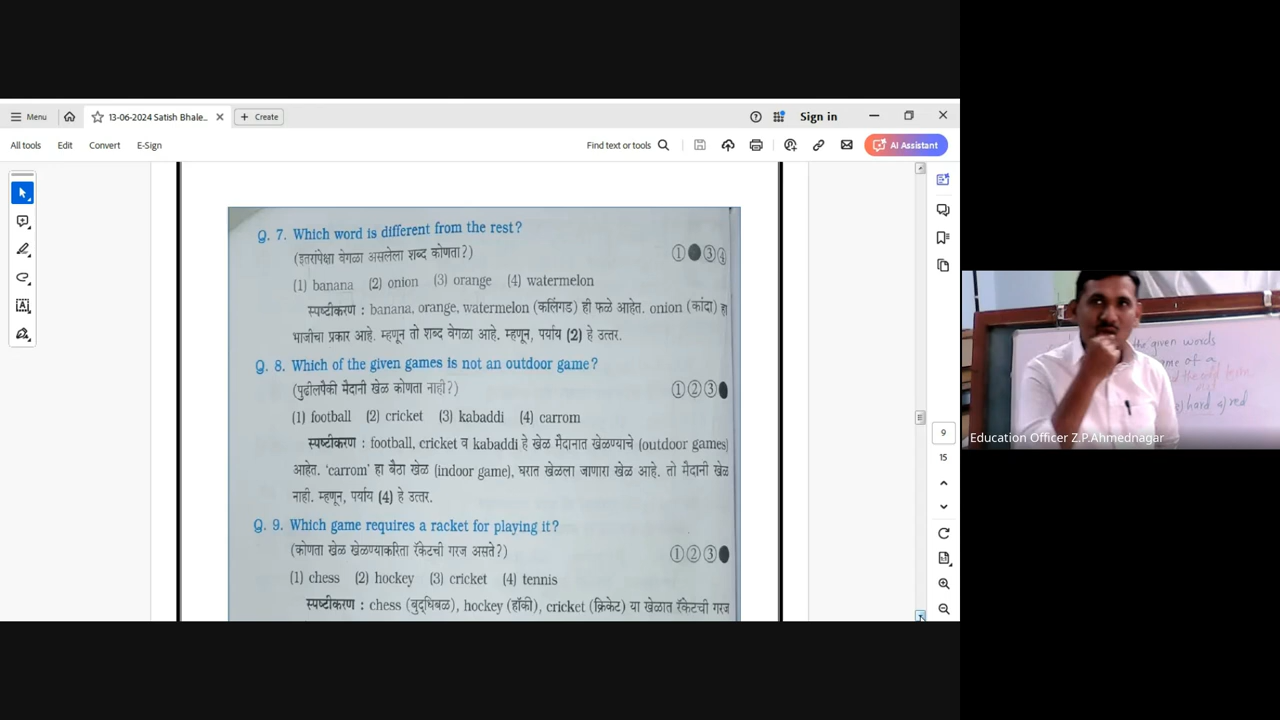 Menu
13-06-2024 Satish Bhale...
Create
Sign in
All tools Edit Convert E-Sign
Find text or tools
AI Assistant
Q. 7. Which word is different from the rest?
(इतरांपेक्षा वेगळा असलेला शब्द कोणता?) ① ③④
(1) banana (2) onion (3) orange (4) watermelon
स्पष्टीकरण : banana, orange, watermelon (कलिंगड) ही फळे आहेत. onion (कांदा) हा
भाजीचा प्रकार आहे. म्हणून तो शब्द वेगळा आहे. म्हणून, पर्याय (2) हे उत्तर.
Q. 8. Which of the given games is not an outdoor game?
(पुढीलपैकी मैदानी खेळ कोणता नाही?) ①②③
(1) football (2) cricket (3) kabaddi (4) carrom
स्पष्टीकरण : football, cricket व kabaddi हे खेळ मैदानात खेळण्याचे (outdoor games)
आहेत. ‘carrom’ हा बैठा खेळ (indoor game), घरात खेळला जाणारा खेळ आहे. तो मैदानी खेळ
नाही. म्हणून, पर्याय (4) हे उत्तर.
Q. 9. Which game requires a racket for playing it?
(कोणता खेळ खेळण्याकरिता रॅकेटची गरज असते?) ①②③
(1) chess (2) hockey (3) cricket (4) tennis
स्पष्टीकरण : chess (बुद्धिबळ), hockey (हॉकी), cricket (क्रिकेट) या खेळात रॅकेटची गरज
9
15
the given words
of a
hard red
Education Officer Z.P.Ahmednagar